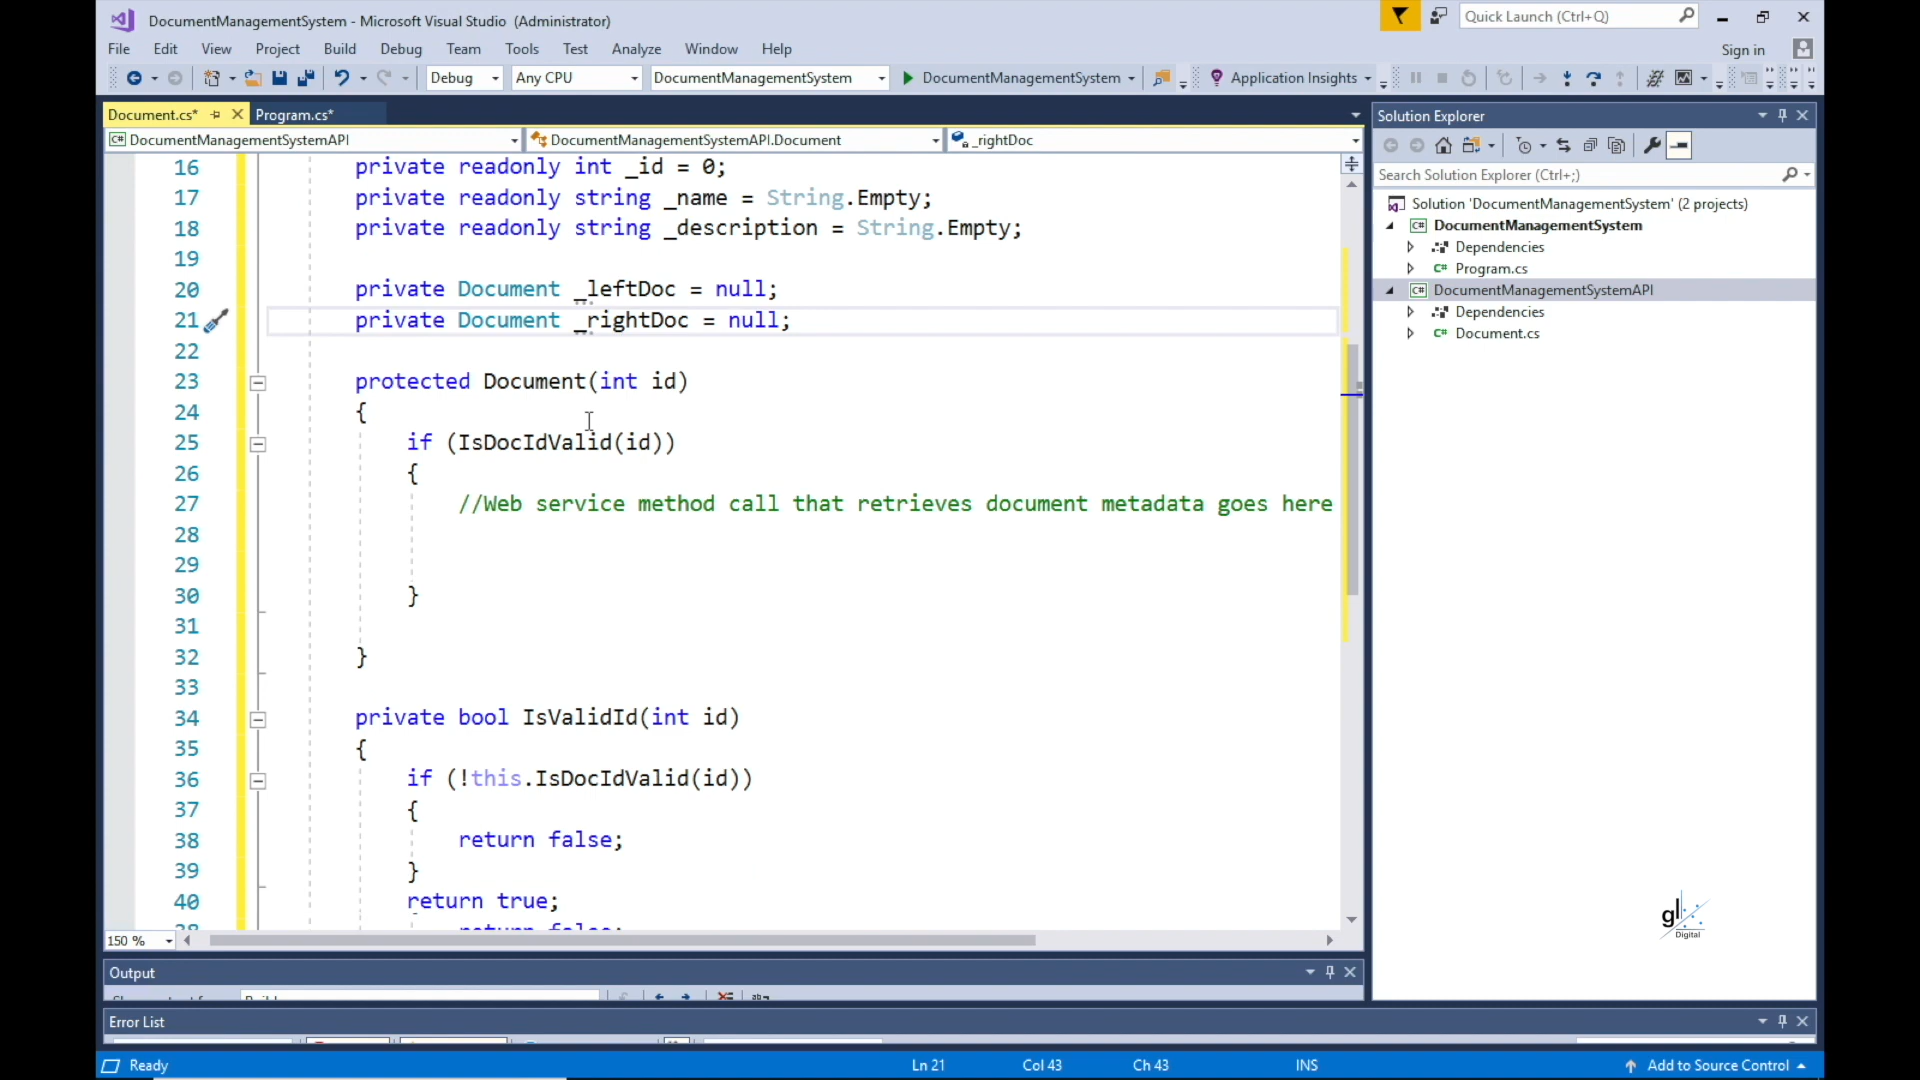 DocumentManagementSystem - Microsoft Visual Studio (Administrator)
Quick Launch (Ctrl+Q)
File Edit View Project Build Debug Team Tools Test Analyze Window Help
Sign in
Debug Any CPU DocumentManagementSystem DocumentManagementSystem Application Insights
Document.cs* Program.cs*
DocumentManagementSystemAPI DocumentManagementSystemAPI.Document _rightDoc
16 private readonly int _id = 0;
17 private readonly string _name = String.Empty;
18 private readonly string _description = String.Empty;
19
20 private Document _leftDoc = null;
21 private Document _rightDoc = null;
22
23 protected Document(int id)
24 {
25 if (IsDocIdValid(id))
26 {
27 //Web service method call that retrieves document metadata goes here
28
29
30 }
31
32 }
33
34 private bool IsValidId(int id)
35 {
36 if (!this.IsDocIdValid(id))
37 {
38 return false;
39 }
40 return true;
150 %
Solution Explorer
Search Solution Explorer (Ctrl+;)
Solution 'DocumentManagementSystem' (2 projects)
C# DocumentManagementSystem
Dependencies
C# Program.cs
C# DocumentManagementSystemAPI
Dependencies
C# Document.cs
gl
Digital
Output
Error List
Ready Ln 21 Col 43 Ch 43 INS Add to Source Control